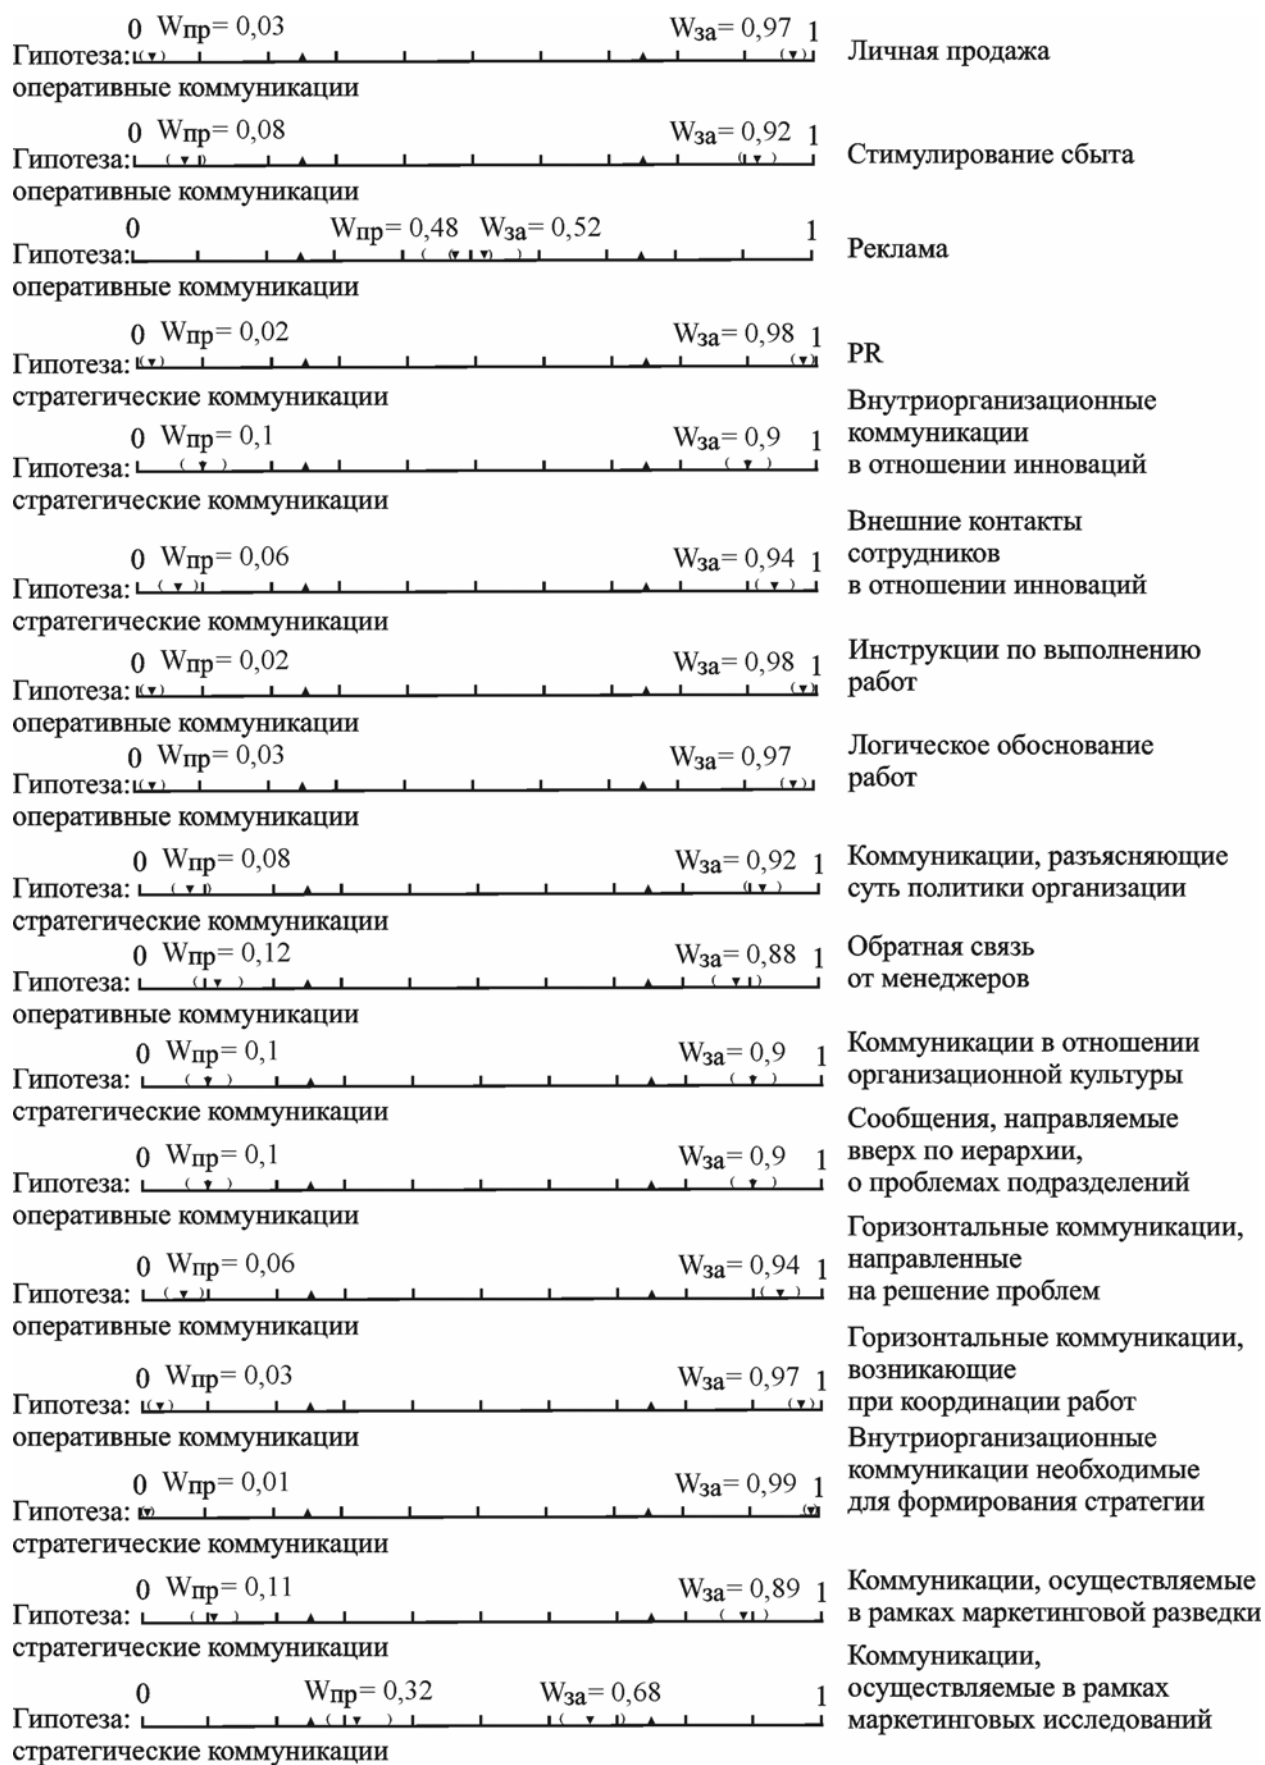 0 Wпр= 0,03 Wза= 0,97 1
Гипотеза: Личная продажа
оперативные коммуникации
0 Wпр= 0,08 Wза= 0,92 1
Гипотеза: Стимулирование сбыта
оперативные коммуникации
0 Wпр= 0,48 Wза= 0,52 1
Гипотеза: Реклама
оперативные коммуникации
0 Wпр= 0,02 Wза= 0,98 1
Гипотеза: PR
стратегические коммуникации
Внутриорганизационные
0 Wпр= 0,1 Wза= 0,9 1 коммуникации
Гипотеза: в отношении инноваций
стратегические коммуникации
Внешние контакты
0 Wпр= 0,06 Wза= 0,94 1 сотрудников
Гипотеза: в отношении инноваций
стратегические коммуникации
0 Wпр= 0,02 Wза= 0,98 1 Инструкции по выполнению
Гипотеза: работ
оперативные коммуникации
0 Wпр= 0,03 Wза= 0,97 Логическое обоснование
Гипотеза: работ
оперативные коммуникации
0 Wпр= 0,08 Wза= 0,92 1 Коммуникации, разъясняющие
Гипотеза: суть политики организации
стратегические коммуникации
0 Wпр= 0,12 Wза= 0,88 1 Обратная связь
Гипотеза: от менеджеров
оперативные коммуникации
0 Wпр= 0,1 Wза= 0,9 1 Коммуникации в отношении
Гипотеза: организационной культуры
стратегические коммуникации
Сообщения, направляемые
0 Wпр= 0,1 Wза= 0,9 1 вверх по иерархии,
Гипотеза: о проблемах подразделений
оперативные коммуникации
Горизонтальные коммуникации,
0 Wпр= 0,06 Wза= 0,94 1 направленные
Гипотеза: на решение проблем
оперативные коммуникации
Горизонтальные коммуникации,
0 Wпр= 0,03 Wза= 0,97 1 возникающие
Гипотеза: при координации работ
оперативные коммуникации
Внутриорганизационные
0 Wпр= 0,01 Wза= 0,99 1 коммуникации необходимые
Гипотеза: для формирования стратегии
стратегические коммуникации
0 Wпр= 0,11 Wза= 0,89 1 Коммуникации, осуществляемые
Гипотеза: в рамках маркетинговой разведки
стратегические коммуникации
Коммуникации,
0 Wпр= 0,32 Wза= 0,68 1 осуществляемые в рамках
Гипотеза: маркетинговых исследований
стратегические коммуникации